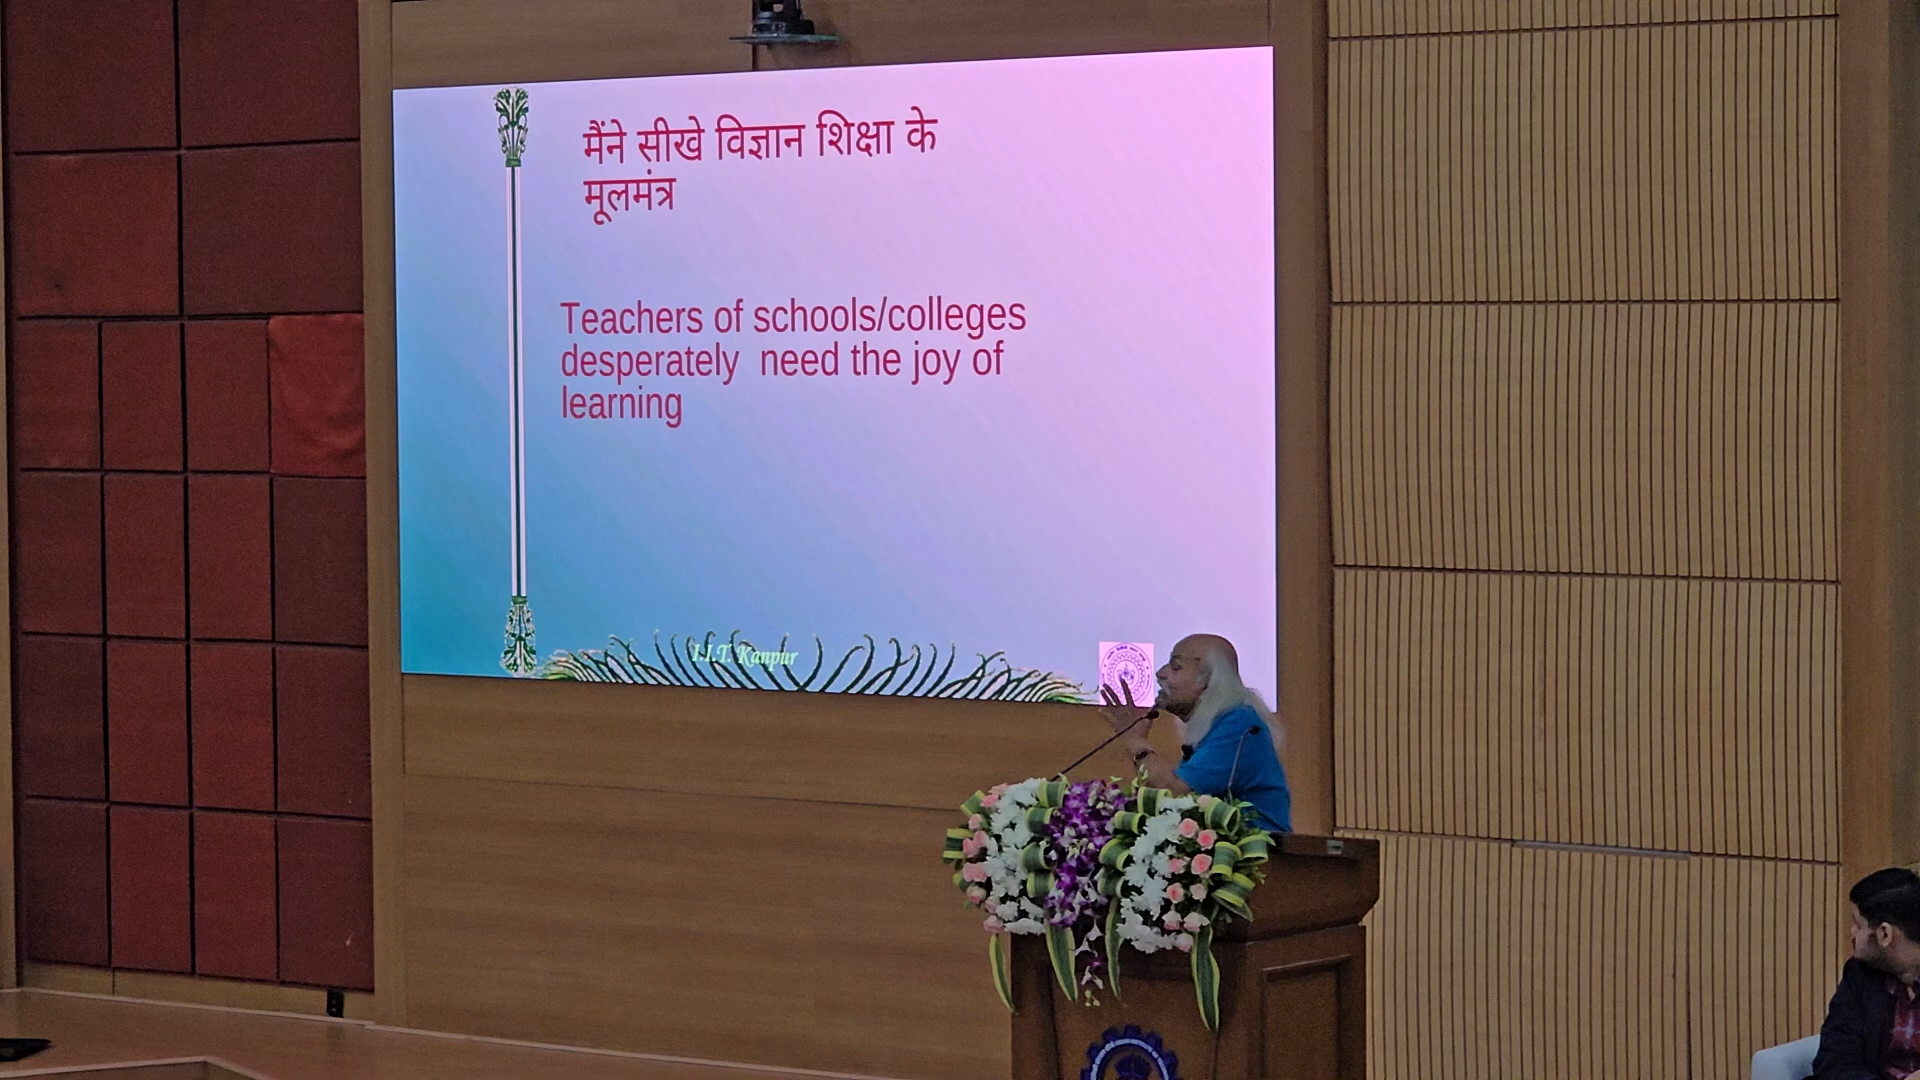 मैंने सीखे विज्ञान शिक्षा के
मूलमंत्र
Teachers of schools/colleges
desperately need the joy of
learning
I.I.T. Kanpur